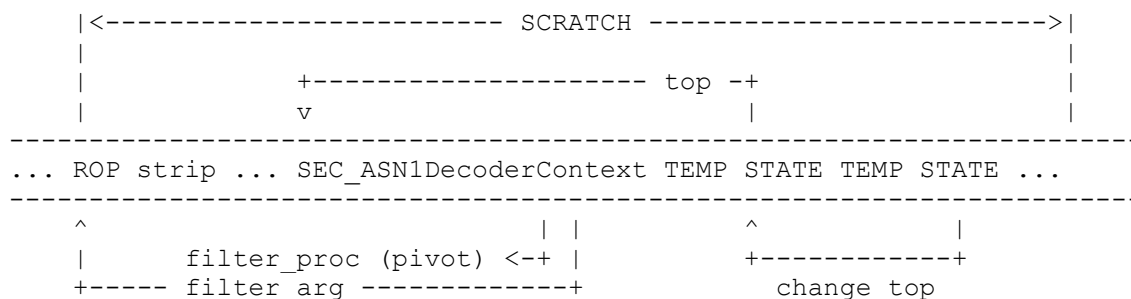 |<------------------------- SCRATCH ------------------------->|
|                                                             |
|             +--------------------- top -+                   |
|             v                           |                   |
-----------------------------------------------------------------------
... ROP strip ... SEC_ASN1DecoderContext TEMP STATE TEMP STATE ...
-----------------------------------------------------------------------
^                            | |          ^            |
|      filter_proc (pivot) <-+ |          +------------+
+----- filter arg -------------+            change top